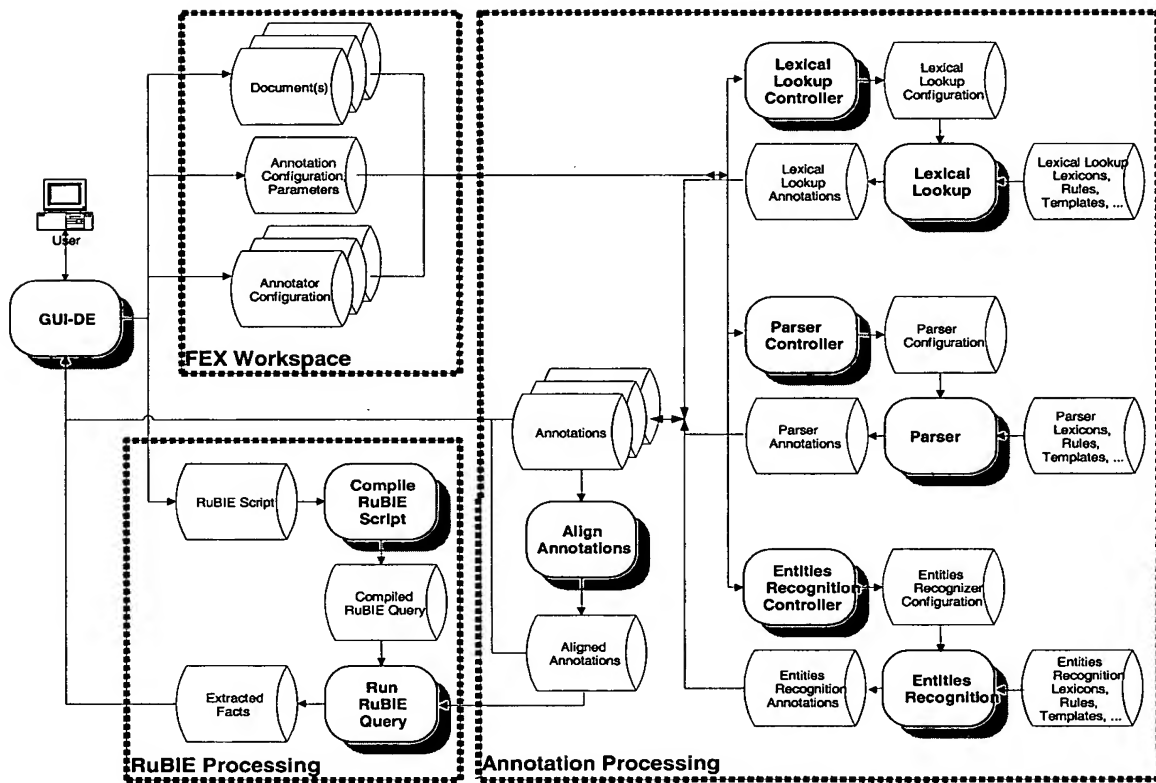 User
GUI-DE
Document(s)
Annotation
Configuration
Parameters
Annotator
Configuration
FEX Workspace
RuBIE Script
Compile
RuBIE
Script
Compiled
RuBIE Query
Run
RuBIE
Query
Extracted
Facts
RuBIE Processing
Annotations
Align
Annotations
Aligned
Annotations
Lexical
Lookup
Controller
Lexical
Lookup
Configuration
Lexical
Lookup
Annotations
Lexical
Lookup
Lexical Lookup
Lexicons,
Rules,
Templates, ...
Parser
Controller
Parser
Configuration
Parser
Annotations
Parser
Parser
Lexicons,
Rules,
Templates, ...
Entities
Recognition
Controller
Entities
Recognizer
Configuration
Entities
Recognition
Annotations
Entities
Recognition
Entities
Recognition
Lexicons,
Rules,
Templates, ...
Annotation Processing